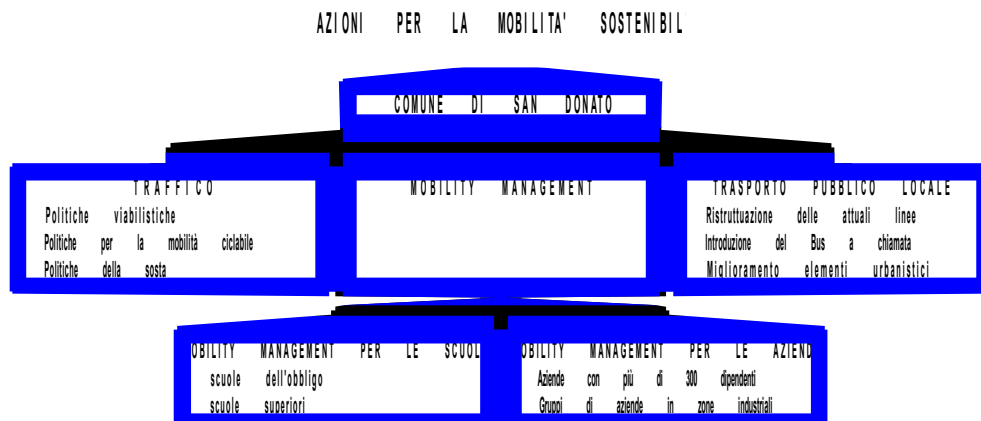 AZIONI PER LA MOBILITA' SOSTENIBIL
COMUNE DI SAN DONATO
TRAFFICO
Politiche viabilistiche
Politiche per la mobilità ciclabile
Politiche della sosta
MOBILITY MANAGEMENT
TRASPORTO PUBBLICO LOCALE
Ristruttuazione delle attuali linee
Introduzione del Bus a chiamata
Miglioramento elementi urbanistici
OBILITY MANAGEMENT PER LE SCUOL
scuole dell'obbligo
scuole superiori
OBILITY MANAGEMENT PER LE AZIEND
Aziende con più di 300 dipendenti
Gruppi di aziende in zone industriali